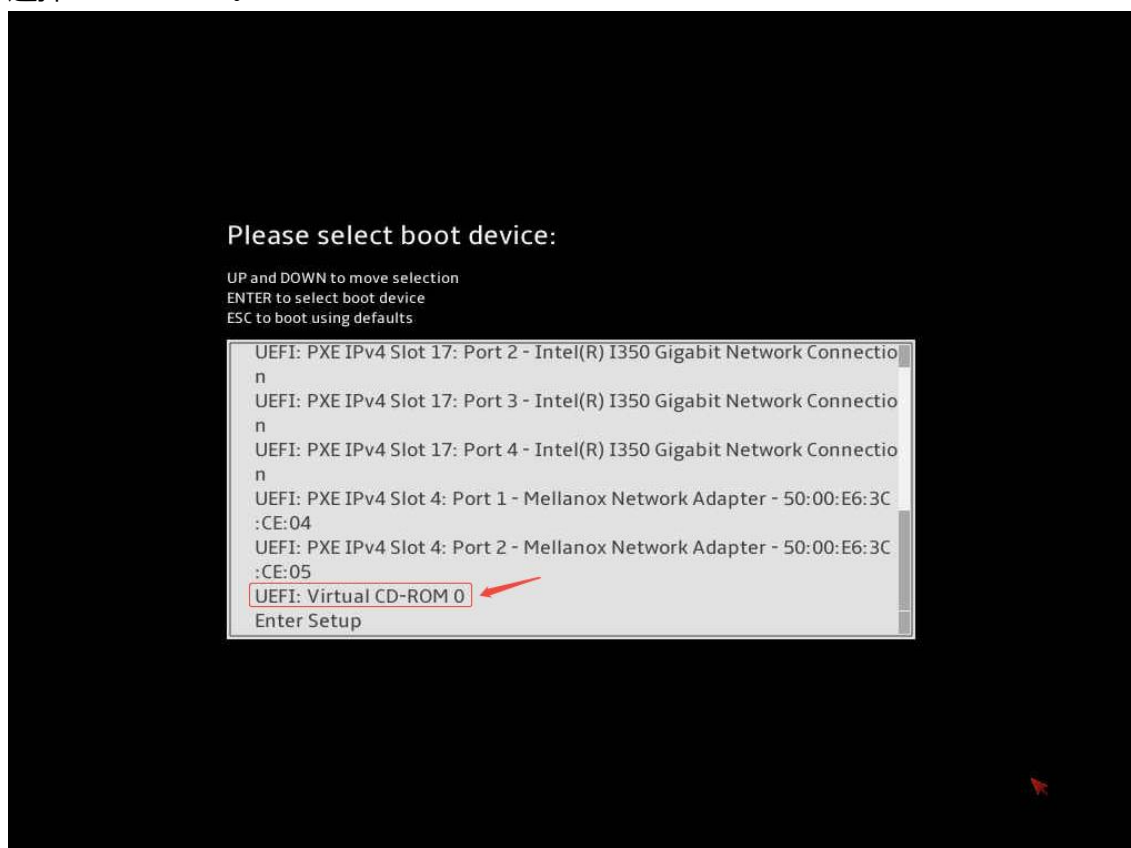 Please select boot device:
UP and DOWN to move selection
ENTER to select boot device
ESC to boot using defaults
UEFI: PXE IPv4 Slot 17: Port 2 - Intel(R) I350 Gigabit Network Connectio
n
UEFI: PXE IPv4 Slot 17: Port 3 - Intel(R) I350 Gigabit Network Connectio
n
UEFI: PXE IPv4 Slot 17: Port 4 - Intel(R) I350 Gigabit Network Connectio
n
UEFI: PXE IPv4 Slot 4: Port 1 - Mellanox Network Adapter - 50:00:E6:3C
:CE:04
UEFI: PXE IPv4 Slot 4: Port 2 - Mellanox Network Adapter - 50:00:E6:3C
:CE:05
UEFI: Virtual CD-ROM 0
Enter Setup